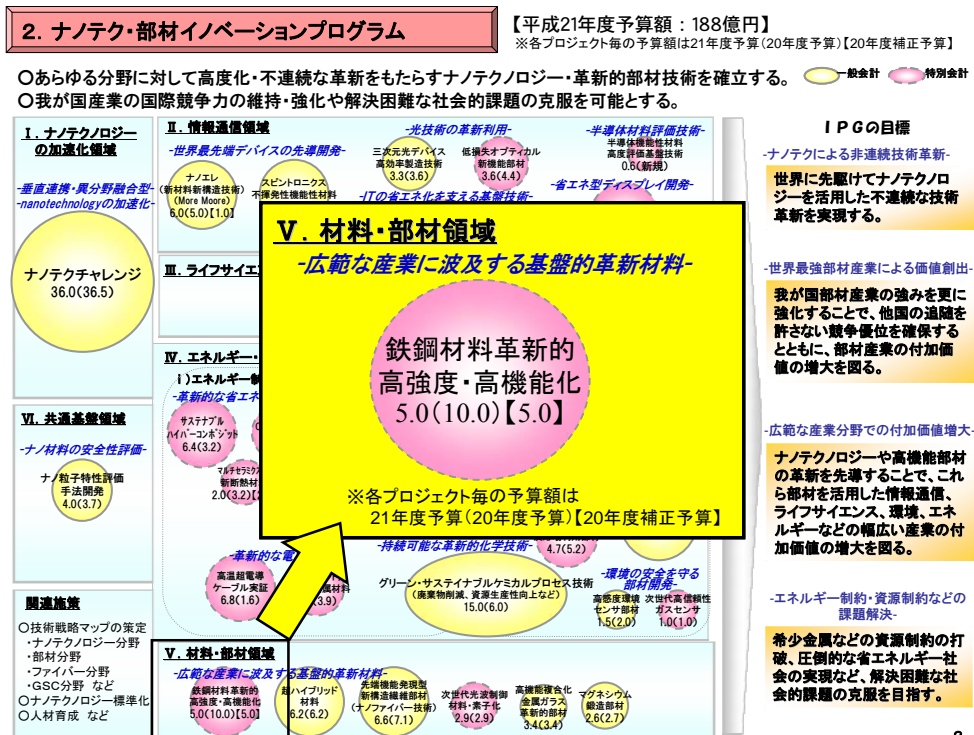 2．ナノテク・部材イノベーションプログラム
【平成21年度予算額：188億円】
※各プロジェクト毎の予算額は21年度予算（20年度予算）【20年度補正予算】
○あらゆる分野に対して高度化・不連続な革新をもたらすナノテクノロジー・革新的部材技術を確立する。
○我が国産業の国際競争力の維持・強化や解決困難な社会的課題の克服を可能とする。
一般会計
特別会計
Ⅰ．ナノテクノロジー
の加速化領域
-垂直連携・異分野融合型-
-nanotechnologyの加速化-
ナノテクチャレンジ
36.0(36.5)
Ⅱ．情報通信領域
-世界最先端デバイスの先導開発-
ナノエレ
(新材料新構造技術)
(More Moore)
6.0(5.0)【1.0】
スピントロニクス
不揮発性機能性材料
-光技術の革新利用-
三次元光デバイス
高効率製造技術
3.3(3.6)
低損失オプティカル
新機能部材
3.6(4.4)
-半導体材料評価技術-
半導体機能性材料
高度評価基盤技術
0.6(新規)
-ITの省エネ化を支える基盤技術-
-省エネ型ディスプレイ開発-
Ⅲ．ライフサイエ
Ⅳ．エネルギー・
ⅰ)エネルギー制
-革新的な省エネ
サステナブル
ハイパーコンポジット
6.4(3.2)
マルチセラミクス
新断熱材
2.0(3.2)【
-革新的な電
高温超電導
ケーブル実証
6.8(1.6)
属材料
(3.9)
Ⅴ．材料・部材領域
-広範な産業に波及する基盤的革新材料-
鉄鋼材料革新的
高強度・高機能化
5.0(10.0)【5.0】
※各プロジェクト毎の予算額は
21年度予算(20年度予算)【20年度補正予算】
-持続可能な革新的化学技術-
4.7(5.2)
グリーン・サステイナブルケミカルプロセス技術
(廃棄物削減、資源生産性向上など)
15.0(6.0)
-環境の安全を守る
部材開発-
高感度環境
センサ部材
1.5(2.0)
次世代高信頼性
ガスセンサ
1.0(1.0)
Ⅵ．共通基盤領域
-ナノ材料の安全性評価-
ナノ粒子特性評価
手法開発
4.0(3.7)
関連施策
○技術戦略マップの策定
・ナノテクノロジー分野
・部材分野
・ファイバー分野
・GSC分野 など
○ナノテクノロジー標準化
○人材育成 など
Ⅴ．材料・部材領域
-広範な産業に波及する基盤的革新材料-
鉄鋼材料革新的
高強度・高機能化
5.0(10.0)【5.0】
超ハイブリッド
材料
6.2(6.2)
先端機能発現型
新構造繊維部材
(ナノファイバー技術)
6.6(7.1)
次世代光波制御
材料・素子化
2.9(2.9)
高機能複合化
金属ガラス
革新的部材
3.4(3.4)
マグネシウム
鍛造部材
2.6(2.7)
ＩＰＧの目標
-ナノテクによる非連続技術革新-
世界に先駆けてナノテクノロ
ジーを活用した不連続な技術
革新を実現する。
-世界最強部材産業による価値創出-
我が国部材産業の強みを更に
強化することで、他国の追随を
許さない競争優位を確保する
とともに、部材産業の付加価
値の増大を図る。
-広範な産業分野での付加価値増大-
ナノテクノロジーや高機能部材
の革新を先導することで、これ
ら部材を活用した情報通信、
ライフサイエンス、環境、エネ
ルギーなどの幅広い産業の付
加価値の増大を図る。
-エネルギー制約・資源制約などの
課題解決-
希少金属などの資源制約の打
破、圧倒的な省エネルギー社
会の実現など、解決困難な社
会的課題の克服を目指す。